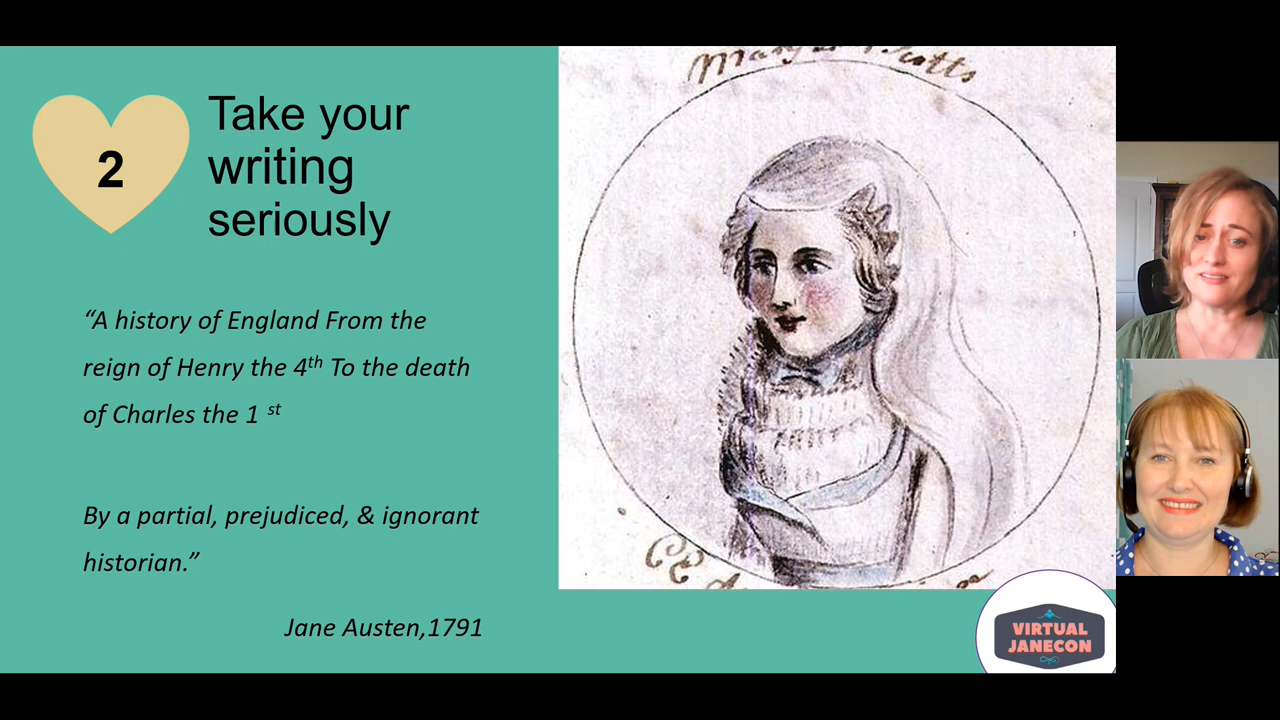 2
Take your
writing
seriously
“A history of England From the
reign of Henry the 4th To the death
of Charles the 1 st
By a partial, prejudiced, & ignorant
historian.”
Jane Austen,1791
VIRTUAL
JANECON